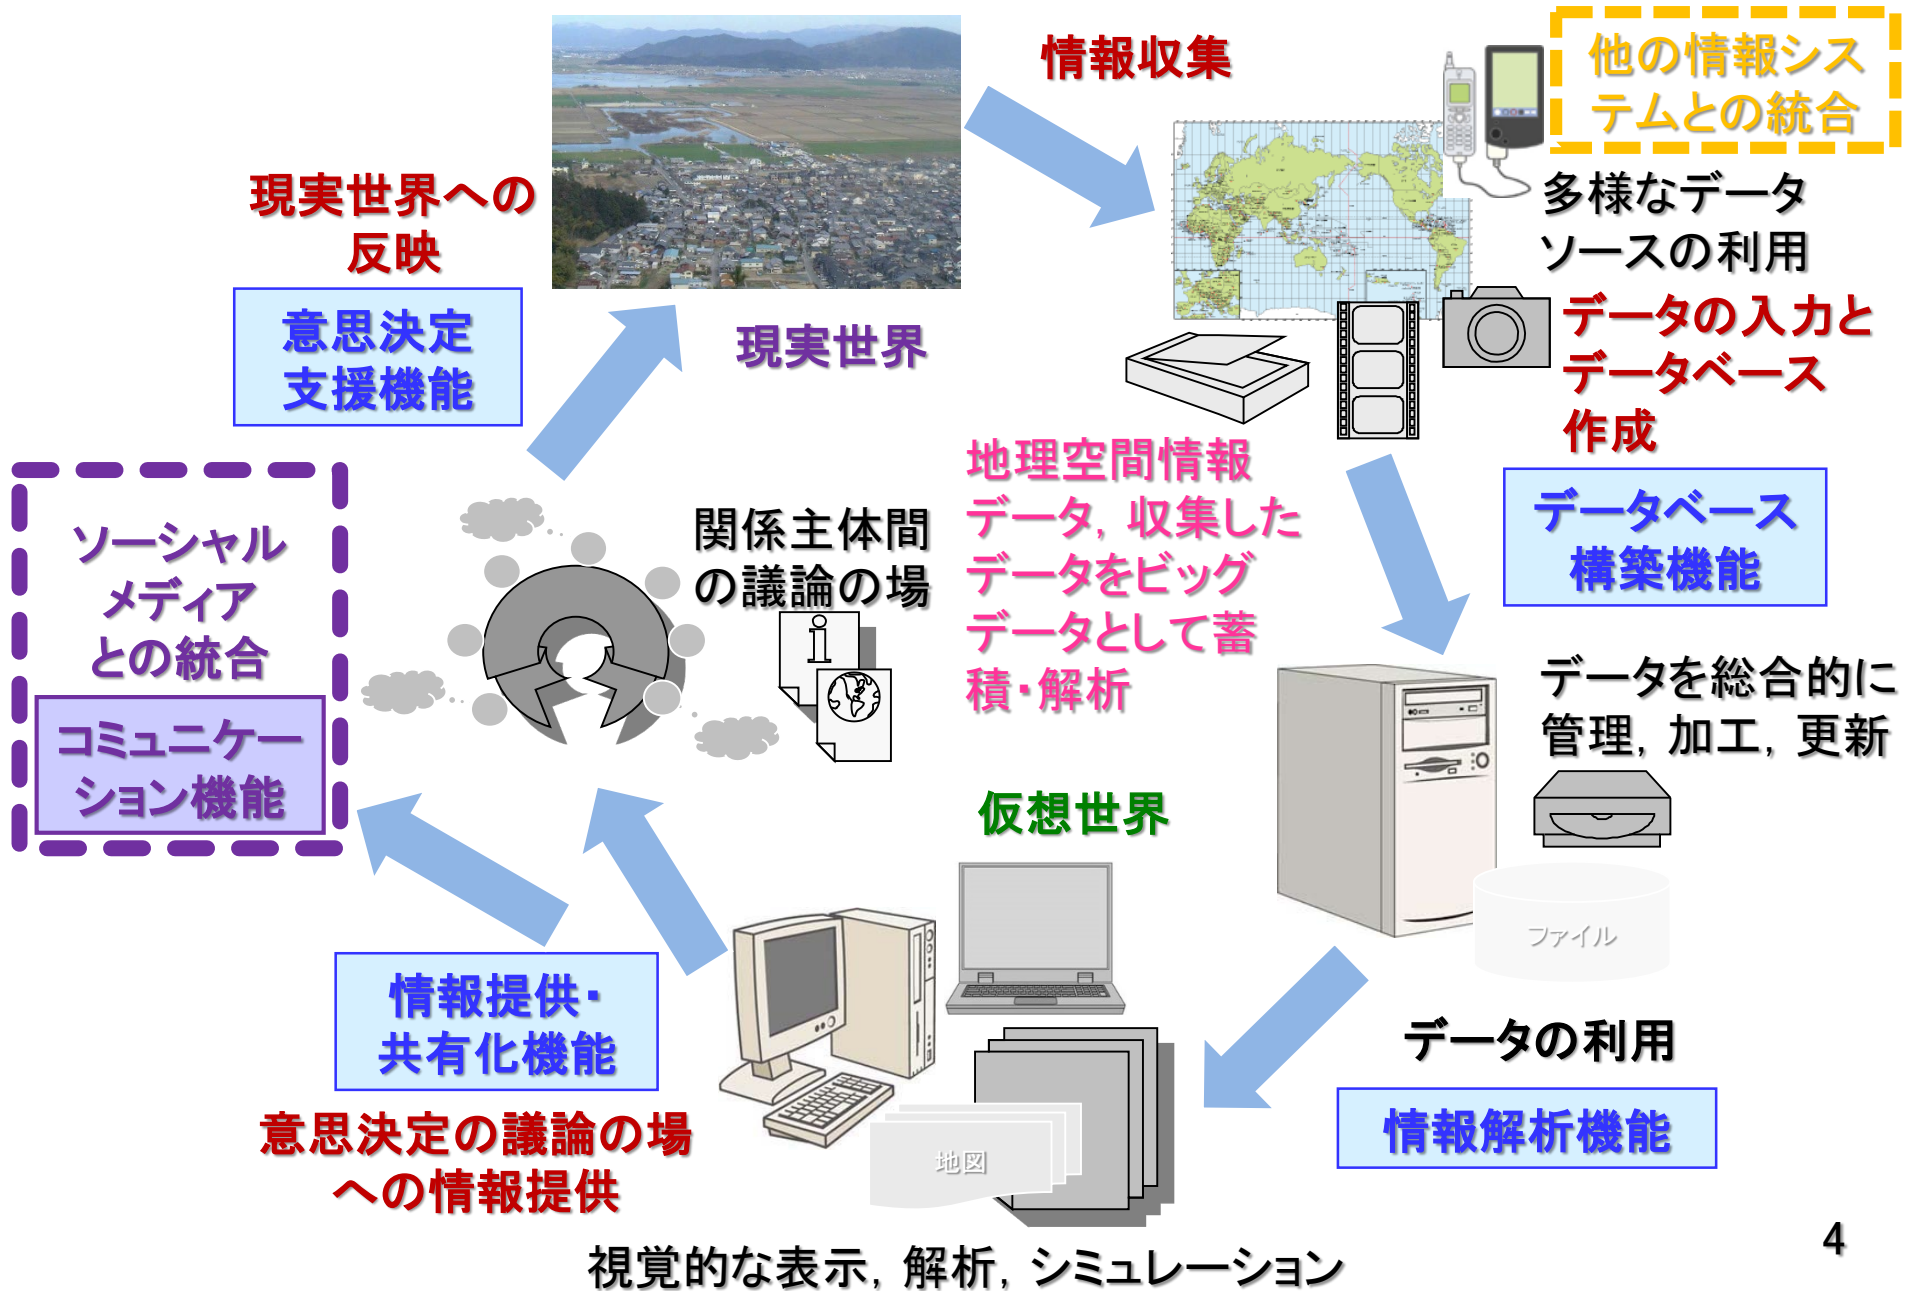 情報収集
他の情報シス
テムとの統合
現実世界への
反映
多様なデータ
ソースの利用
意思決定
支援機能
現実世界
データの入力と
データベース
作成
地理空間情報
データ, 収集した
データをビッグ
データとして蓄
積・解析
データベース
構築機能
ソーシャル
メディア
との統合
コミュニケー
ション機能
関係主体間
の議論の場
データを総合的に
管理, 加工, 更新
仮想世界
ファイル
情報提供・
共有化機能
データの利用
情報解析機能
意思決定の議論の場
への情報提供
地図
視覚的な表示, 解析, シミュレーション
4